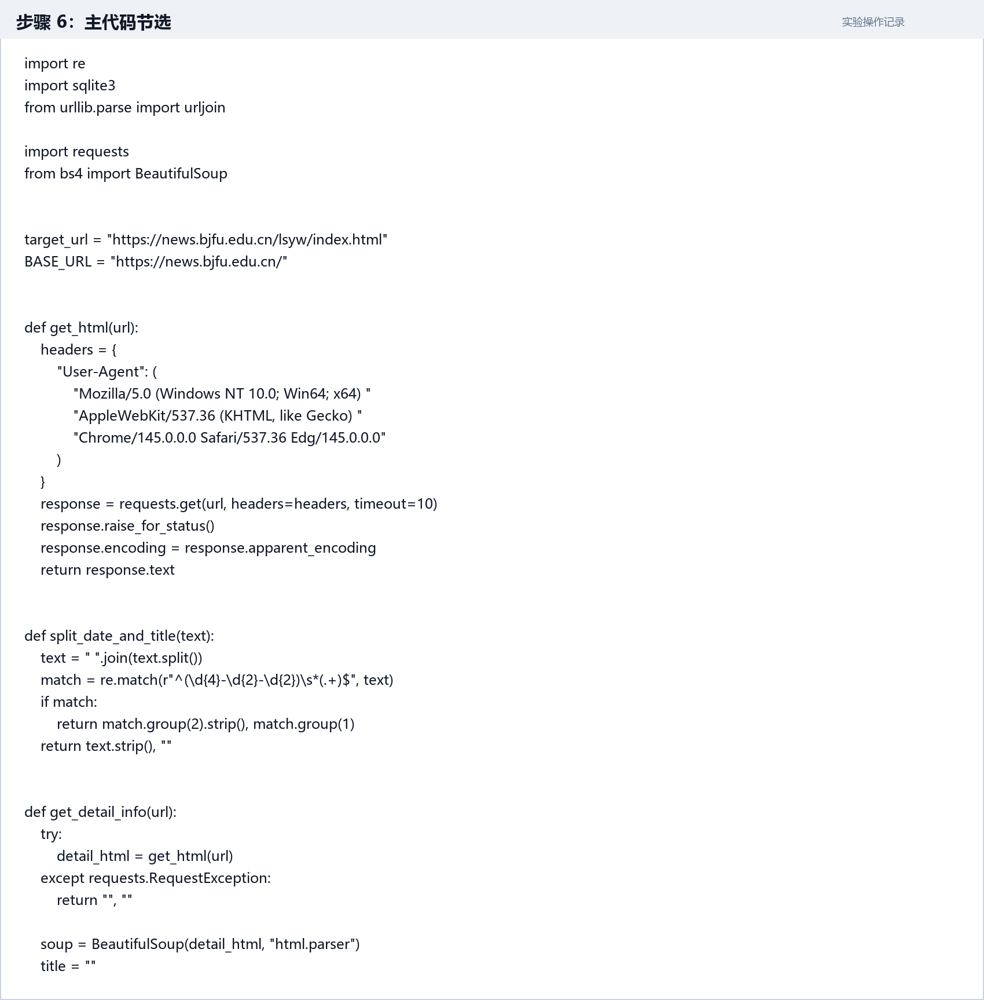 步骤 6：主代码节选
实验操作记录
import re
import sqlite3
from urllib.parse import urljoin

import requests
from bs4 import BeautifulSoup


target_url = "https://news.bjfu.edu.cn/lsyw/index.html"
BASE_URL = "https://news.bjfu.edu.cn/"


def get_html(url):
    headers = {
        "User-Agent": (
            "Mozilla/5.0 (Windows NT 10.0; Win64; x64) "
            "AppleWebKit/537.36 (KHTML, like Gecko) "
            "Chrome/145.0.0.0 Safari/537.36 Edg/145.0.0.0"
        )
    }
    response = requests.get(url, headers=headers, timeout=10)
    response.raise_for_status()
    response.encoding = response.apparent_encoding
    return response.text


def split_date_and_title(text):
    text = " ".join(text.split())
    match = re.match(r"^(\d{4}-\d{2}-\d{2})\s*(.+)$", text)
    if match:
        return match.group(2).strip(), match.group(1)
    return text.strip(), ""


def get_detail_info(url):
    try:
        detail_html = get_html(url)
    except requests.RequestException:
        return "", ""

    soup = BeautifulSoup(detail_html, "html.parser")
    title = ""